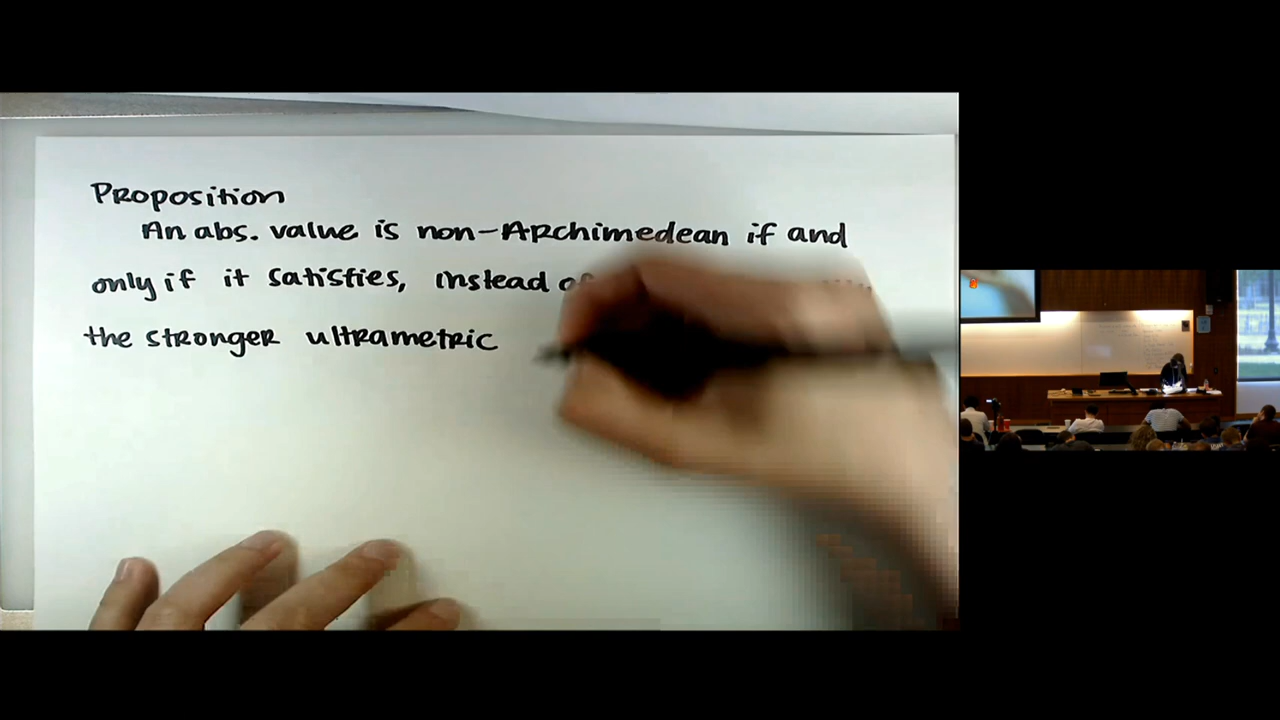 Proposition
An abs. value is non-Archimedean if and
only if it satisfies, instead of
the stronger ultrametric